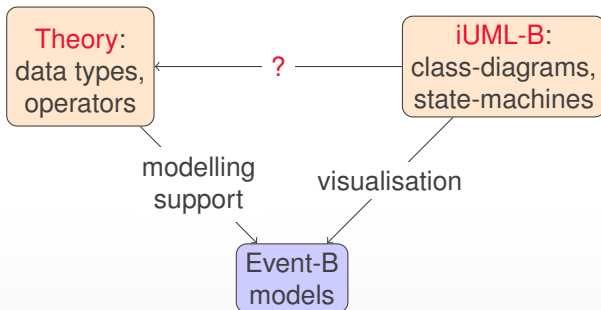 Theory:
data types,
operators
?
iUML-B:
class-diagrams,
state-machines
modelling
support
visualisation
Event-B
models